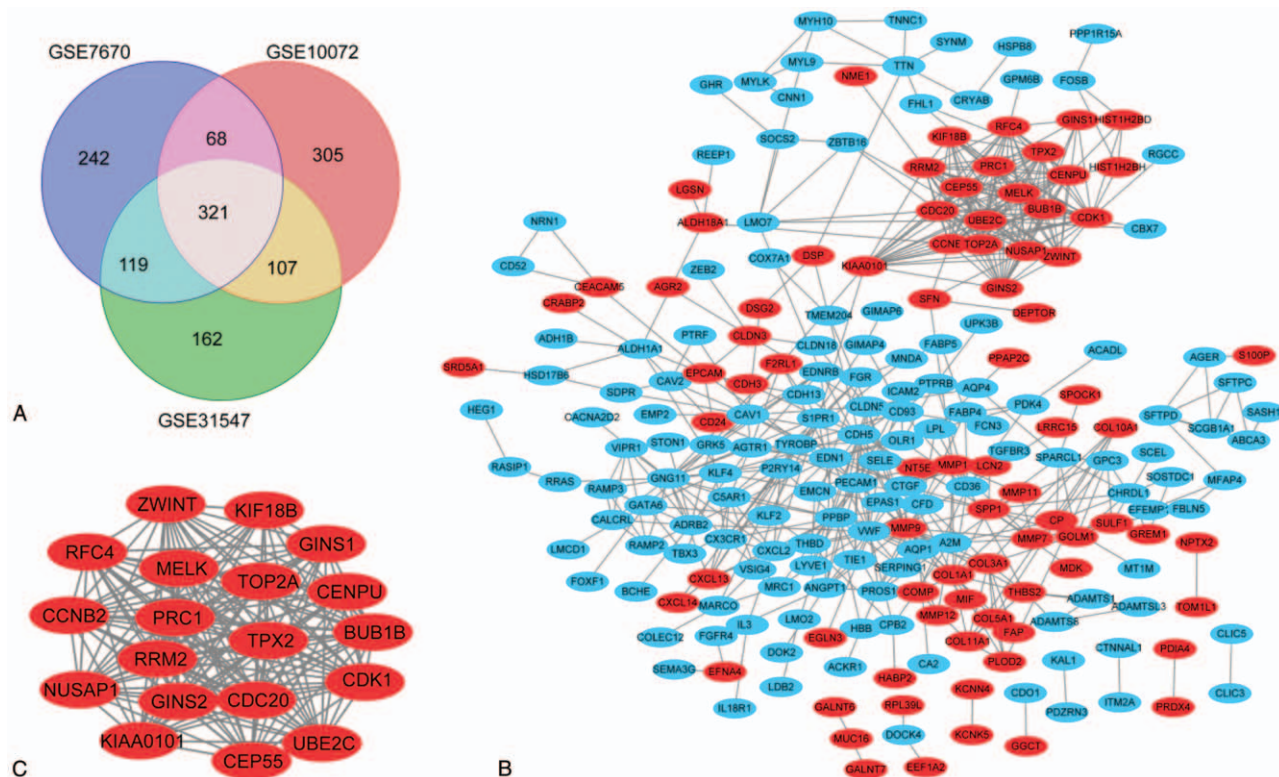 GSE7670
GSE10072
68
242
305
321
119
107
162
A
GSE31547
ZWINT
KIF18B
RFC4
GINS1
MELK
TOP2A
CENPU
CCNB2
PRC1
BUB1B
TPX2
RRM2
NUSAP1
CDK1
GINS2
CDC20
KIAA0101
UBE2C
CEP55
C
MYH10
TNNC1
SYNM
PPP1R15A
MYL9
TTN
HSPB8
NME1
MYLK
GPM6B
FOSB
GHR
CNN1
CRYAB
FHL1
RFC4
GINS1
HIST1H2BD
KIF18B
SOCS2
ZBTB16
TPX2
RGCC
REEP1
RRM2
PRC1
HIST1H2BH
CENPU
LGSN
CEP55
MELK
CDC20
BUB1B
ALDH18A1
LMO7
UBE2C
CDK1
NRN1
CBX7
TOP2A
NUSAP1
ZWINT
CD52
ZEB2
COX7A1
DSP
KIAA0101
CEACAM5
AGR2
GINS2
CRABP2
SFN
DSG2
DEPTOR
TMEM204
GIMAP6
UPK3B
ADH1B
PTRF
CLDN3
CLDN18
GIMAP4
FABP5
ALDH1A1
ACADL
F2RL1
EDNRB
MNDA
PPAP2C
AGER
S100P
SRD5A1
HSD17B6
CAV2
EPCAM
FGR
PTPRB
SFTPC
SDPR
CDH3
CDH13
ICAM2
AQP4
PDK4
SPOCK1
SFTPD
SASH1
HEG1
CACNA2D2
EMP2
CAV1
S1PR1
CLDN5
CD93
FABP4
SCGB1A1
CD24
OLR1
LPL
FCN3
LRRC15
COL10A1
ABCA3
VIPR1
STON1
GRK5
AGTR1
TYROBP
CDH5
TGFBR3
SPARCL1
GPC3
SCEL
RASIP1
KLF4
P2RY14
EDN1
SELE
NT5E
MMP1
LCN2
SOSTDC1
RRAS
RAMP3
GNG11
PECAM1
CTGF
CD36
CHRDL1
MFAP4
C5AR1
EMCN
EPAS1
CFD
MMP11
GATA6
SPP1
FBLN5
CALCRL
ADRB2
KLF2
PPBP
CP
SULF1
GREM1
LMCD1
RAMP2
TBX3
CX3CR1
CXCL2
THBD
VWF
MMP9
A2M
MMP7
GOLM1
NPTX2
FOXF1
VSIG4
LYVE1
TIE1
AQP1
COL3A1
MT1M
BCHE
CXCL13
MRC1
ANGPT1
SERPING1
COL1A1
MDK
CXCL14
MARCO
PROS1
COMP
MIF
THBS2
ADAMTS1
TOM1L1
COLEC12
IL3
LMO2
HBB
CPB2
MMP12
COL5A1
ADAMTSL3
FGFR4
EGLN3
COL11A1
FAP
CLIC5
SEMA3G
EFNA4
DOK2
ACKR1
CA2
PLOD2
CTNNAL1
PDIA4
LDB2
HABP2
KAL1
IL18R1
KCNN4
CDO1
ITM2A
CLIC3
GALNT6
RPL39L
PDZRN3
PRDX4
MUC16
DOCK4
KCNK5
GGCT
GALNT7
EEF1A2
B